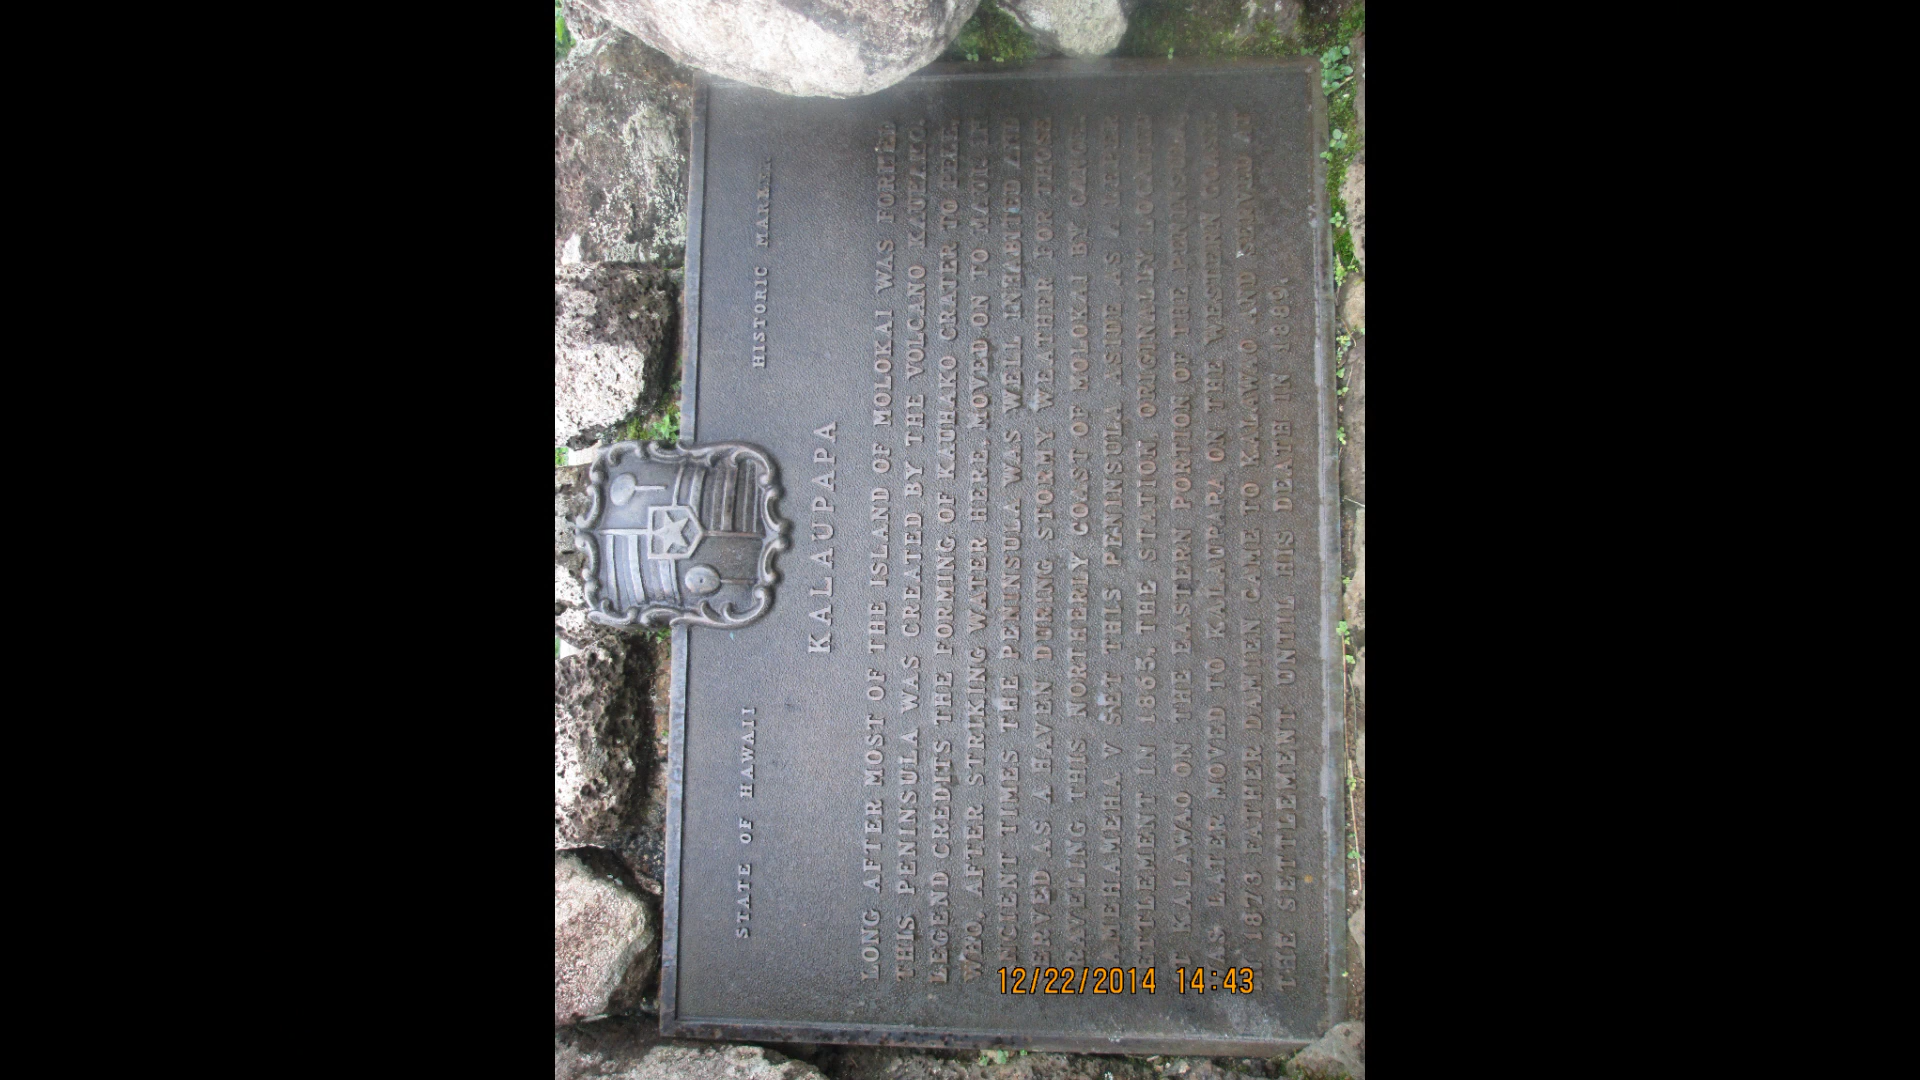 STATE OF HAWAII
HISTORIC MARKER
KALAUPAPA
LONG AFTER MOST OF THE ISLAND OF MOLOKAI WAS FORMED
THIS PENINSULA WAS CREATED BY THE VOLCANO KAUHAKO.
LEGEND CREDITS THE FORMING OF KAUHAKO CRATER TO PELE,
WHO, AFTER STRIKING WATER HERE, MOVED ON TO MAUI. IN
ANCIENT TIMES THE PENINSULA WAS WELL INHABITED AND
SERVED AS A HAVEN DURING STORMY WEATHER FOR THOSE
TRAVELING THIS NORTHERLY COAST OF MOLOKAI BY CANOE.
KAMEHAMEHA V SET THIS PENINSULA ASIDE AS A LEPER
SETTLEMENT IN 1865. THE STATION, ORIGINALLY LOCATED
AT KALAWAO ON THE EASTERN PORTION OF THE PENINSULA,
WAS LATER MOVED TO KALAUPAPA ON THE WESTERN COAST.
IN 1873 FATHER DAMIEN CAME TO KALAWAO AND SERVED AT
THE SETTLEMENT UNTIL HIS DEATH IN 1889.
12/22/2014 14:43